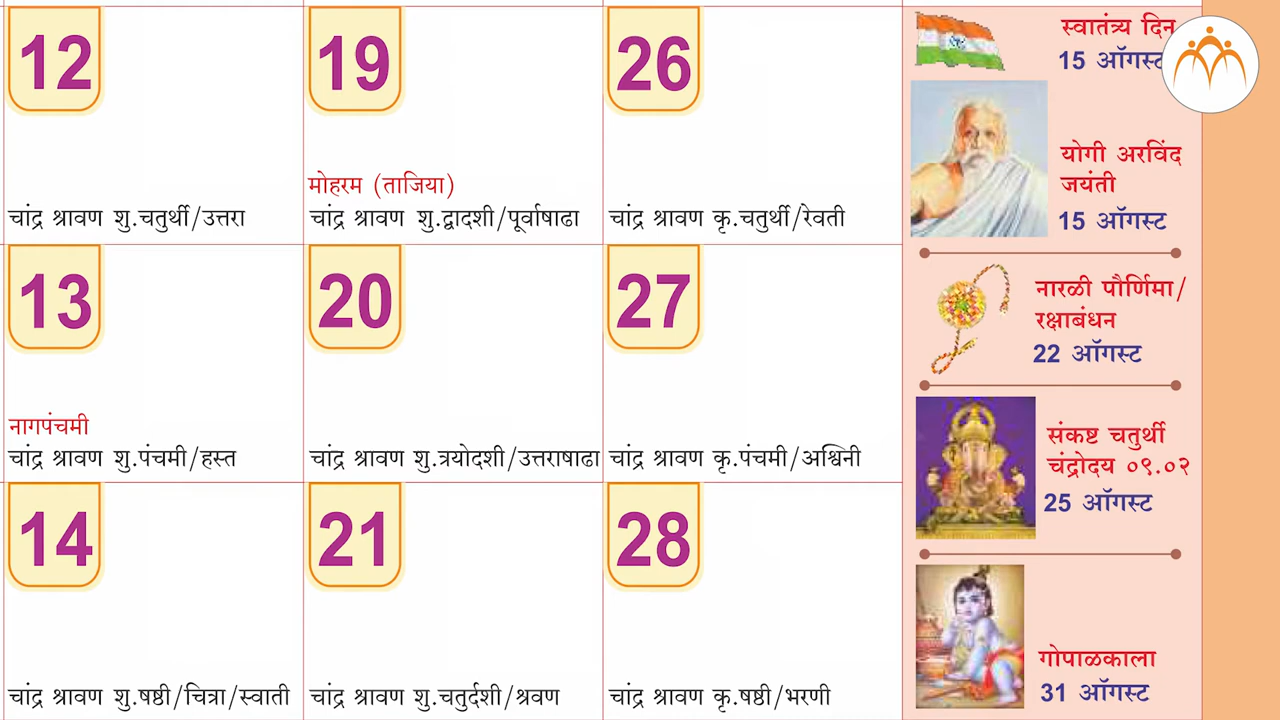 12
चांद्र श्रावण शु.चतुर्थी/उत्तरा
19
मोहरम (ताजिया)
चांद्र श्रावण शु.द्वादशी/पूर्वाषाढा
26
चांद्र श्रावण कृ.चतुर्थी/रेवती
13
नागपंचमी
चांद्र श्रावण शु.पंचमी/हस्त
20
चांद्र श्रावण शु.त्रयोदशी/उत्तराषाढा
27
चांद्र श्रावण कृ.पंचमी/अश्विनी
14
चांद्र श्रावण शु.षष्ठी/चित्रा/स्वाती
21
चांद्र श्रावण शु.चतुर्दशी/श्रवण
28
चांद्र श्रावण कृ.षष्ठी/भरणी
स्वातंत्र्य दिन
15 ऑगस्ट
योगी अरविंद
जयंती
15 ऑगस्ट
नारळी पौर्णिमा/
रक्षाबंधन
22 ऑगस्ट
संकष्ट चतुर्थी
चंद्रोदय ०९.०२
25 ऑगस्ट
गोपाळकाला
31 ऑगस्ट